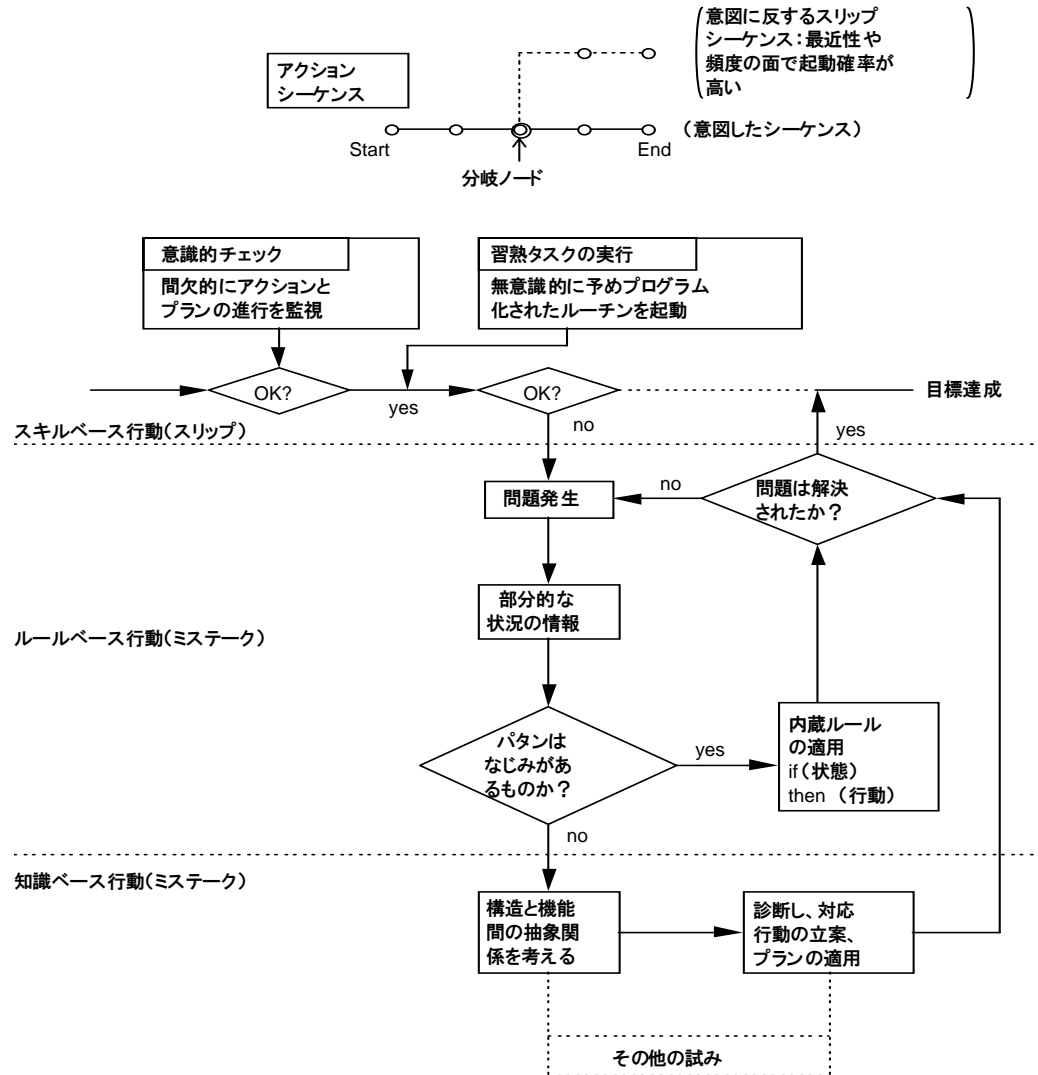 意図に反するスリップ
シーケンス：最近性や
頻度の面で起動確率が
高い
アクション
シーケンス
（意図したシーケンス）
Start
End
分岐ノード
意識的チェック
間欠的にアクションと
プランの進行を監視
習熟タスクの実行
無意識的に予めプログラム
化されたルーチンを起動
OK?
yes
OK?
目標達成
no
yes
スキルベース行動（スリップ）
問題発生
no
問題は解決
されたか？
部分的な
状況の情報
ルールベース行動（ミステーク）
パタンは
なじみがあ
るものか？
yes
内蔵ルール
の適用
if（状態）
then （行動）
no
知識ベース行動（ミステーク）
構造と機能
間の抽象関
係を考える
診断し、対応
行動の立案、
プランの適用
その他の試み